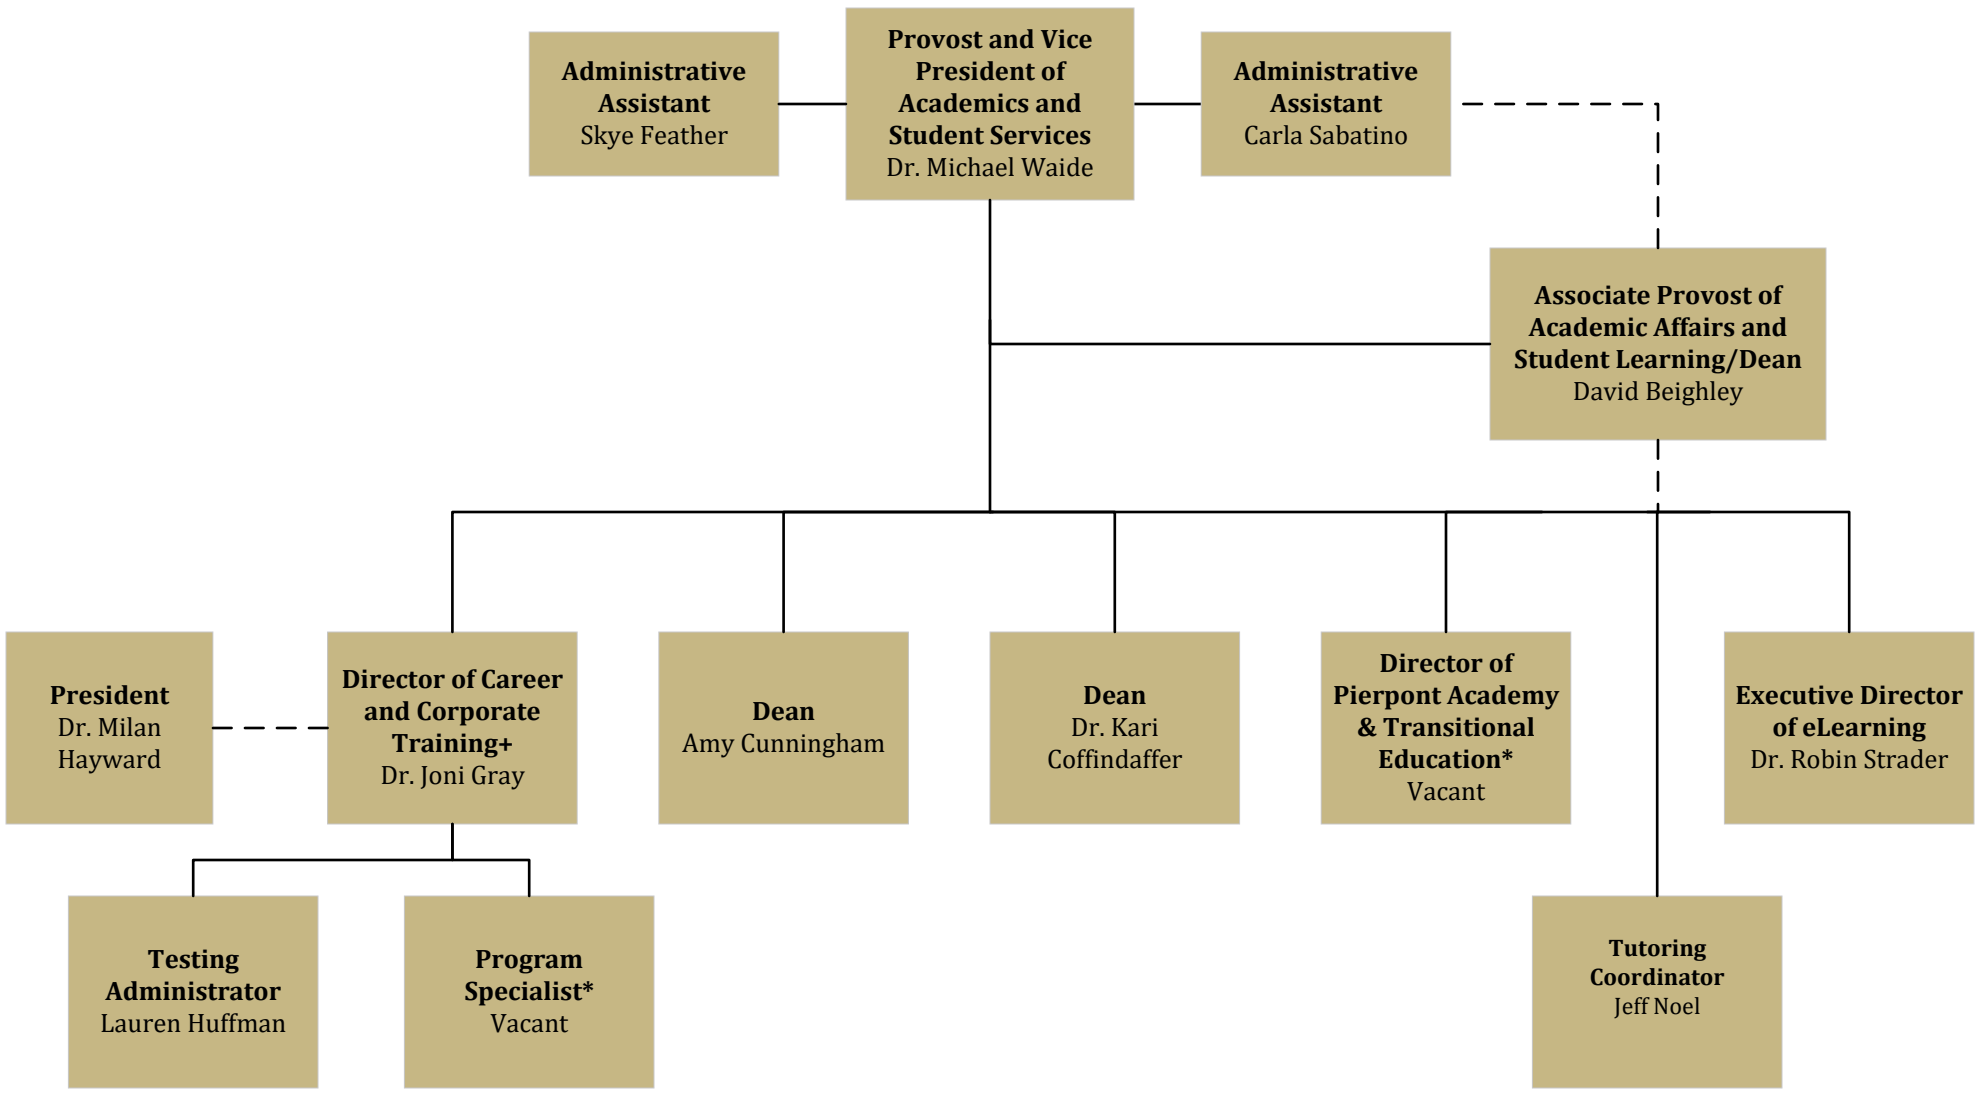 Administrative
Assistant
Skye Feather
Provost and Vice
President of
Academics and
Student Services
Dr. Michael Waide
Administrative
Assistant
Carla Sabatino
Associate Provost of
Academic Affairs and
Student Learning/Dean
David Beighley
President
Dr. Milan
Hayward
Director of Career
and Corporate
Training+
Dr. Joni Gray
Dean
Amy Cunningham
Dean
Dr. Kari
Coffindaffer
Director of
Pierpont Academy
& Transitional
Education*
Vacant
Executive Director
of eLearning
Dr. Robin Strader
Testing
Administrator
Lauren Huffman
Program
Specialist*
Vacant
Tutoring
Coordinator
Jeff Noel